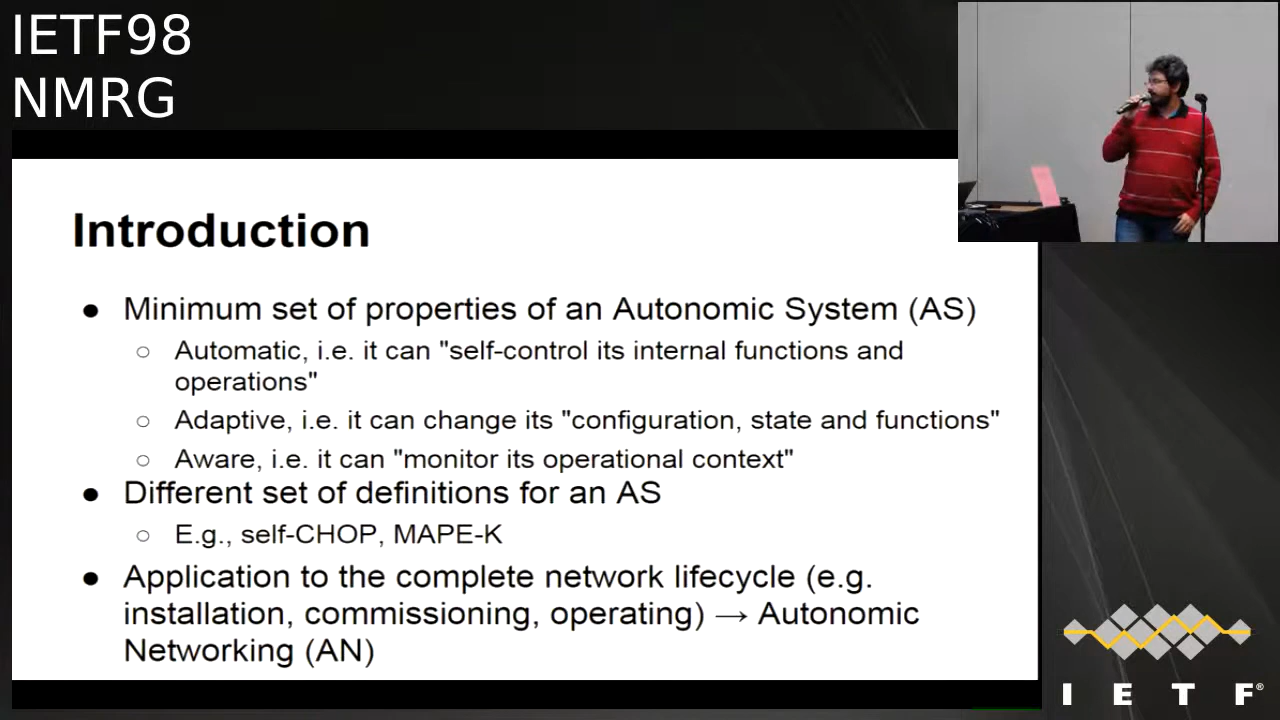 IETF98
NMRG
Introduction
● Minimum set of properties of an Autonomic System (AS)
○ Automatic, i.e. it can "self-control its internal functions and
operations"
○ Adaptive, i.e. it can change its "configuration, state and functions"
○ Aware, i.e. it can "monitor its operational context"
● Different set of definitions for an AS
○ E.g., self-CHOP, MAPE-K
● Application to the complete network lifecycle (e.g.
installation, commissioning, operating) → Autonomic
Networking (AN)
I E T F®